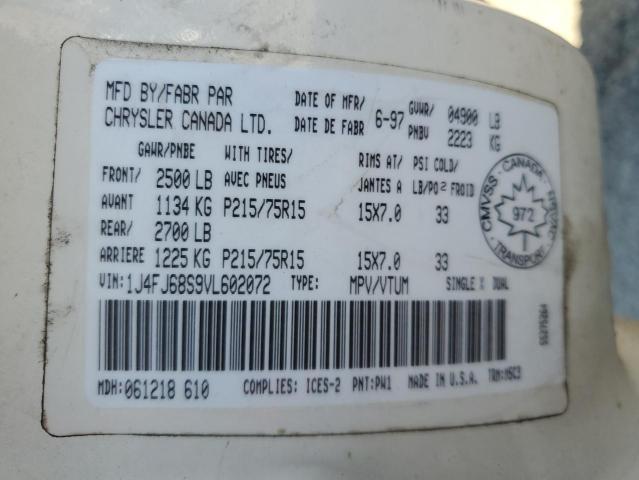 MFD BY/FABR PAR DATE OF MFR/ 6-97 GVWR/ 04900 LB
CHRYSLER CANADA LTD. DATE DE FABR PNBV 2223 KG
GAWR/PNBE WITH TIRES/ RIMS AT/ PSI COLD/
FRONT/ 2500 LB AVEC PNEUS JANTES A LB/PO2 FROID
AVANT 1134 KG P215/75R15 15X7.0 33
REAR/ 2700 LB
ARRIERE 1225 KG P215/75R15 15X7.0 33
CMVSS - CANADA
972
TRANSPORT
VIN: 1J4FJ68S9VL602072 TYPE: MPV/VTUM SINGLE X DUAL
55275264
MDH: 061218 610 COMPLIES: ICES-2 PNT: PW1 MADE IN U.S.A. TRM: M5C3